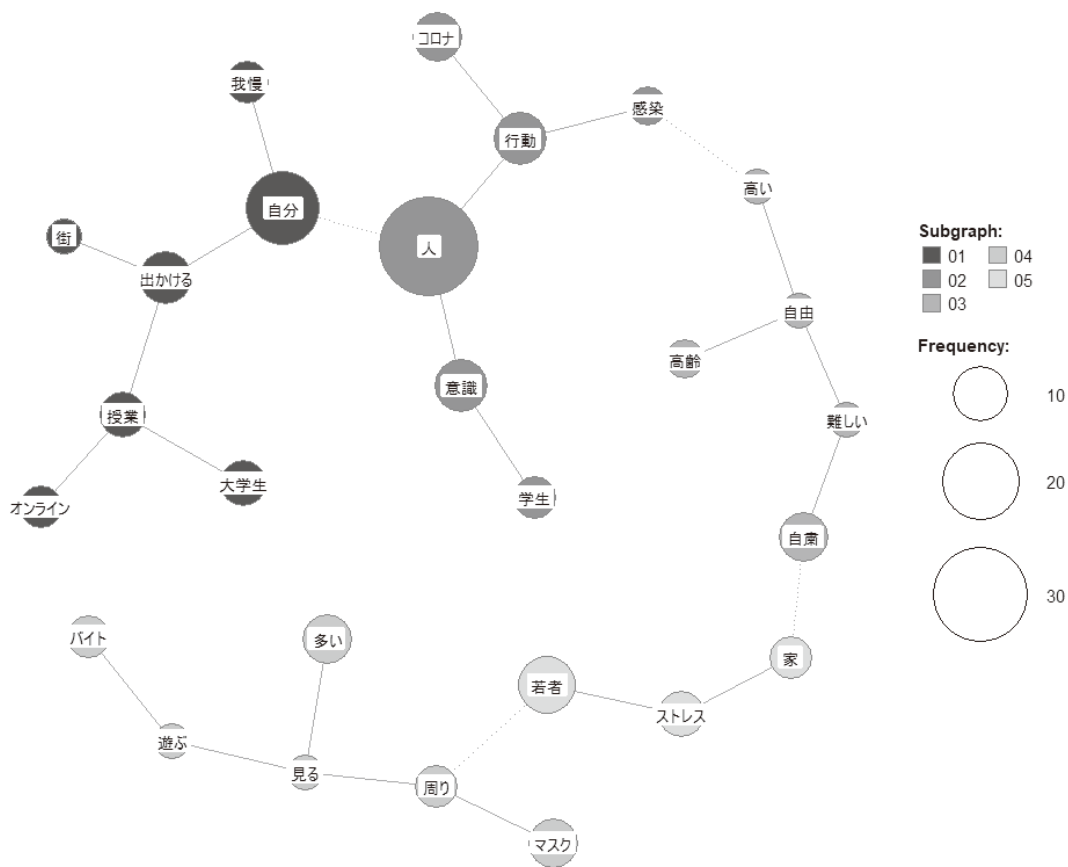 コロナ
我慢
感染
行動
高い
自分
街
人
出かける
自由
高齢
意識
授業
難しい
大学生
学生
オンライン
自粛
バイト
多い
家
若者
ストレス
遊ぶ
見る
周り
マスク
Subgraph:
01 04
02 05
03
Frequency:
10
20
30